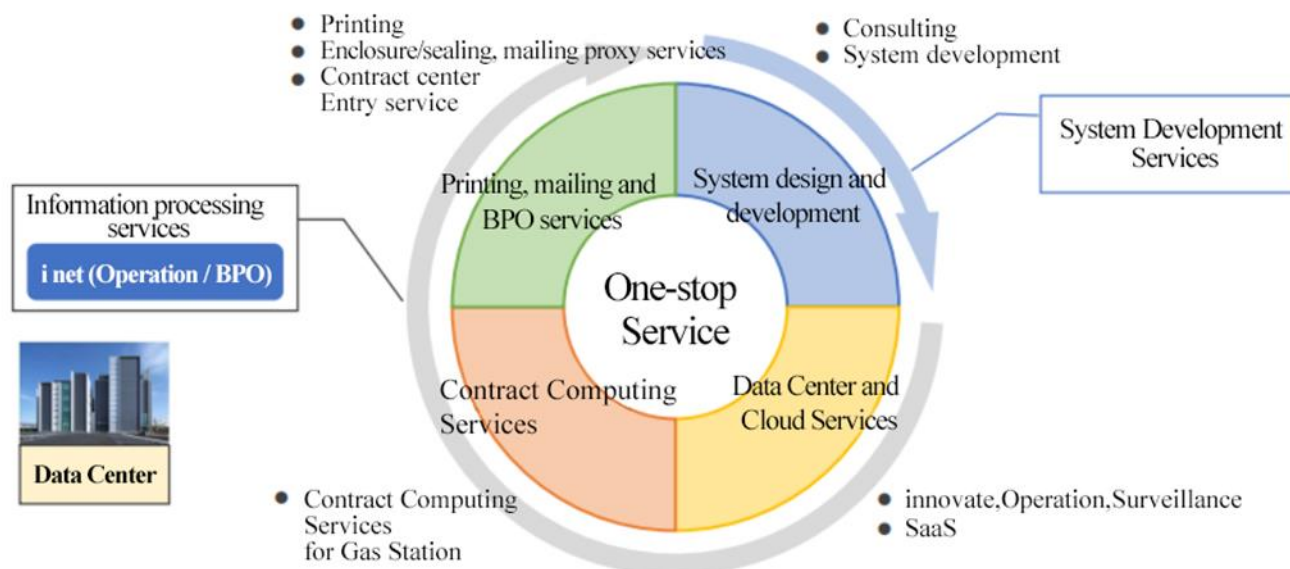 Printing
Enclosure/sealing, mailing proxy services
Contract center
Entry service
Consulting
System development
System Development
Services
Printing, mailing and
BPO services
System design and
development
Information processing
services
i net (Operation / BPO)
One-stop
Service
Contract Computing
Services
Data Center and
Cloud Services
Data Center
Contract Computing
Services
for Gas Station
innovate,Operation,Surveillance
SaaS